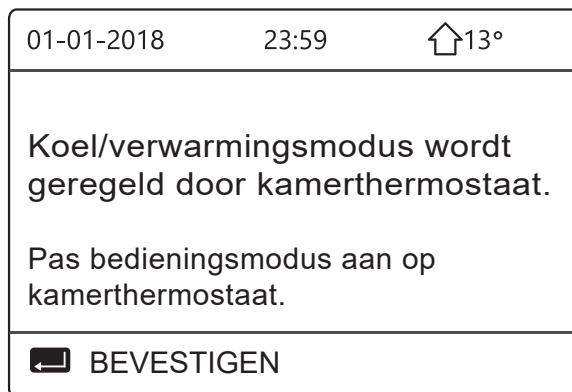 01-01-2018 23:59 13°
Koel/verwarmingsmodus wordt
geregeld door kamerthermostaat.
Pas bedieningsmodus aan op
kamerthermostaat.
BEVESTIGEN